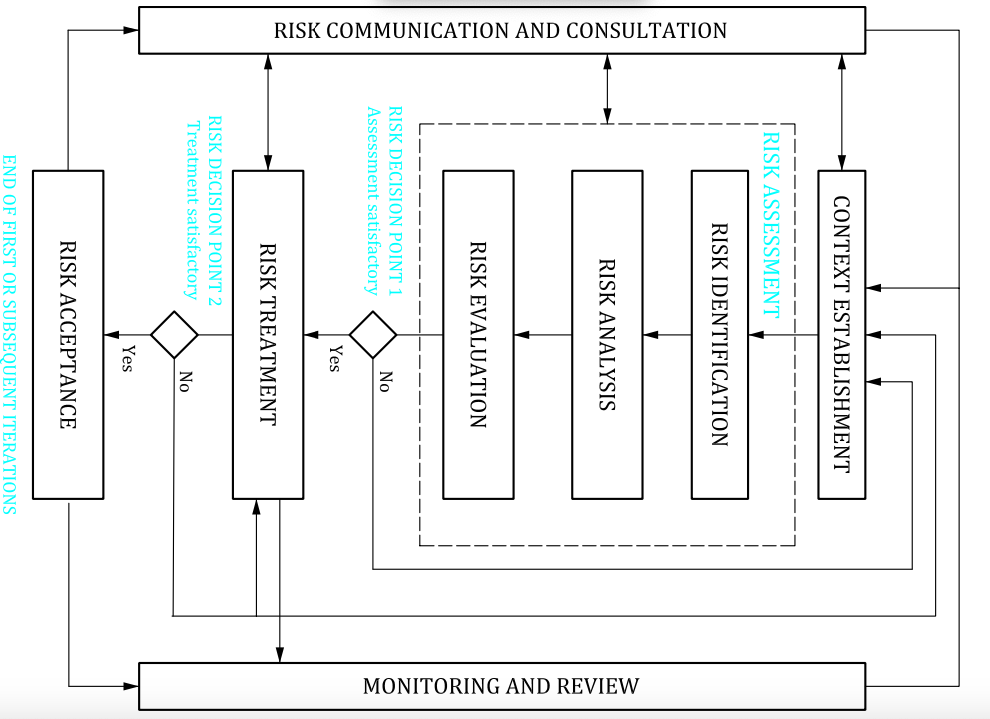 RISK COMMUNICATION AND CONSULTATION
CONTEXT ESTABLISHMENT
RISK ASSESSMENT
RISK IDENTIFICATION
RISK ANALYSIS
RISK EVALUATION
RISK DECISION POINT 1
Assessment satisfactory
No
Yes
RISK TREATMENT
RISK DECISION POINT 2
Treatment satisfactory
No
Yes
RISK ACCEPTANCE
END OF FIRST OR SUBSEQUENT ITERATIONS
MONITORING AND REVIEW